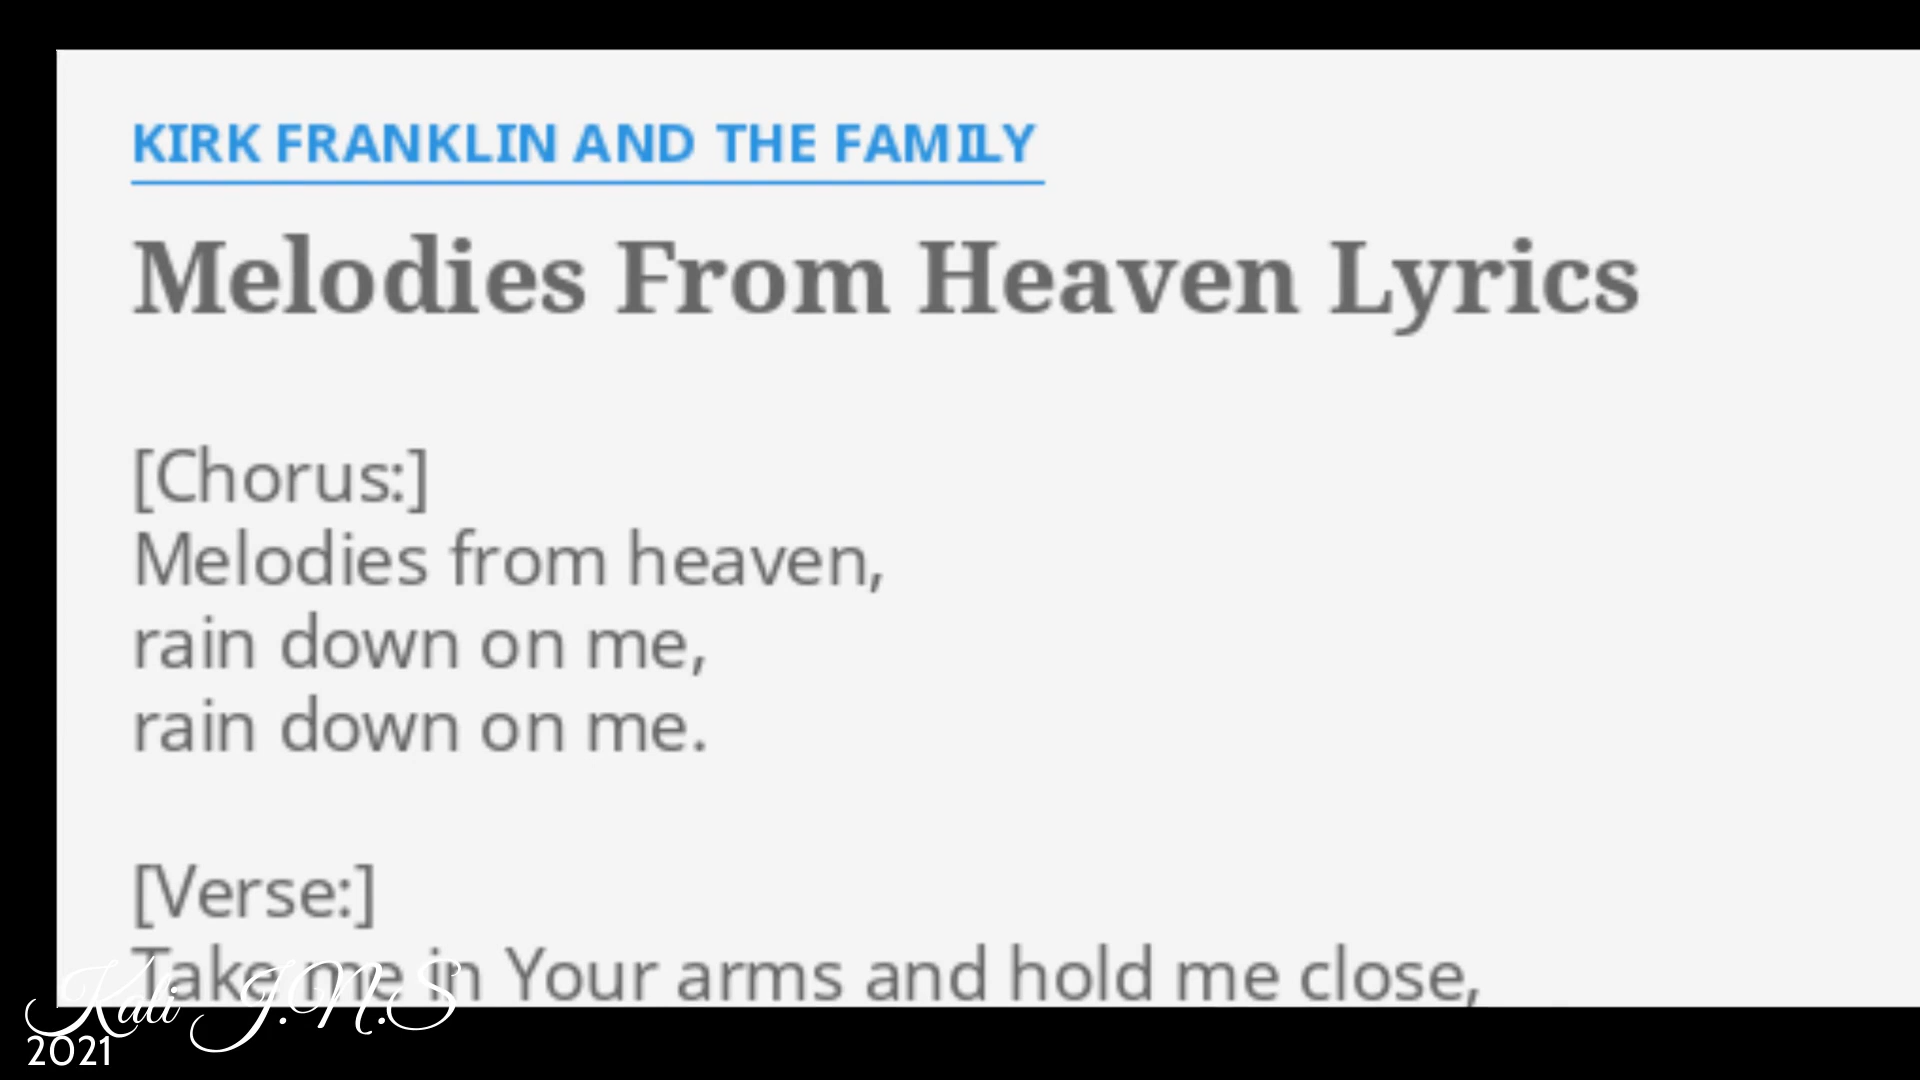 KIRK FRANKLIN AND THE FAMILY
Melodies From Heaven Lyrics
[Chorus:]
Melodies from heaven,
rain down on me,
rain down on me.
[Verse:]
Take me in Your arms and hold me close,
Kali J.N.S
2021